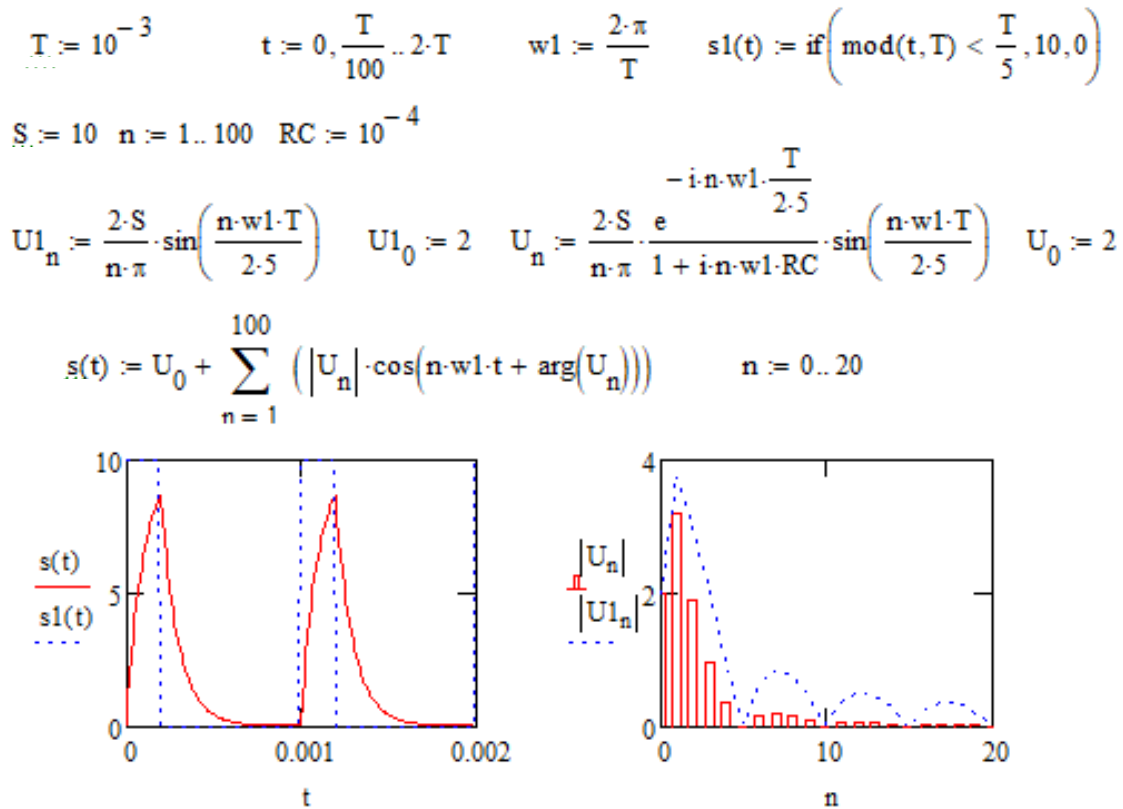 T := 10^-3    t := 0, T/100 .. 2·T    w1 := 2·π/T    s1(t) := if(mod(t,T) < T/5, 10, 0)
S := 10  n := 1.. 100  RC := 10^-4
U1_n := 2·S/n·π · sin(n·w1·T/2·5)    U1_0 := 2    U_n := 2·S/n·π · e^(-i·n·w1·T/2·5)/1 + i·n·w1·RC · sin(n·w1·T/2·5)    U_0 := 2
s(t) := U_0 + ∑_(n = 1)^100 (|U_n|·cos(n·w1·t + arg(U_n)))    n := 0.. 20
10
5
0
s(t)
s1(t)
0 0.001 0.002
t
4
2
0
|U_n|
|U1_n|
0 10 20
n